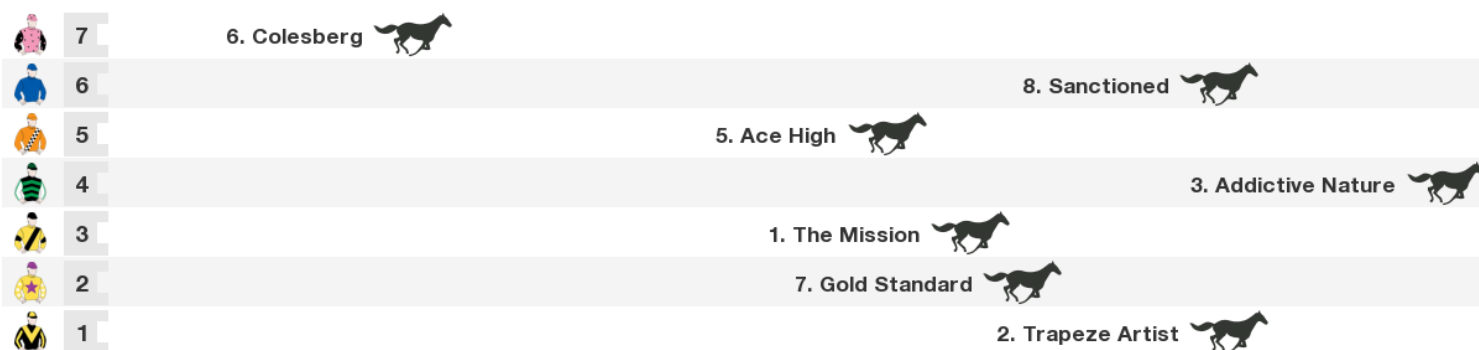 7 6. Colesberg
6 8. Sanctioned
5 5. Ace High
4 3. Addictive Nature
3 1. The Mission
2 7. Gold Standard
1 2. Trapeze Artist